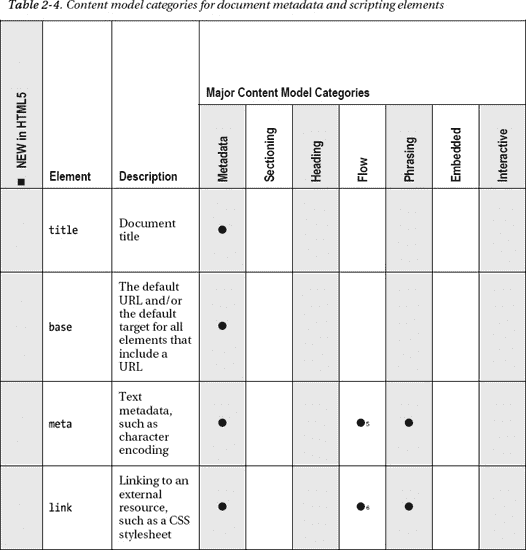 Table 2-4. Content model categories for document metadata and scripting elements
■ NEW in HTML5
Element
Description
Major Content Model Categories
Metadata
Sectioning
Heading
Flow
Phrasing
Embedded
Interactive
title
Document
title
●
base
The default
URL and/or
the default
target for all
elements that
include a
URL
●
meta
Text
metadata,
such as
character
encoding
● ●5 ●
link
Linking to an
external
resource,
such as a CSS
stylesheet
● ●6 ●